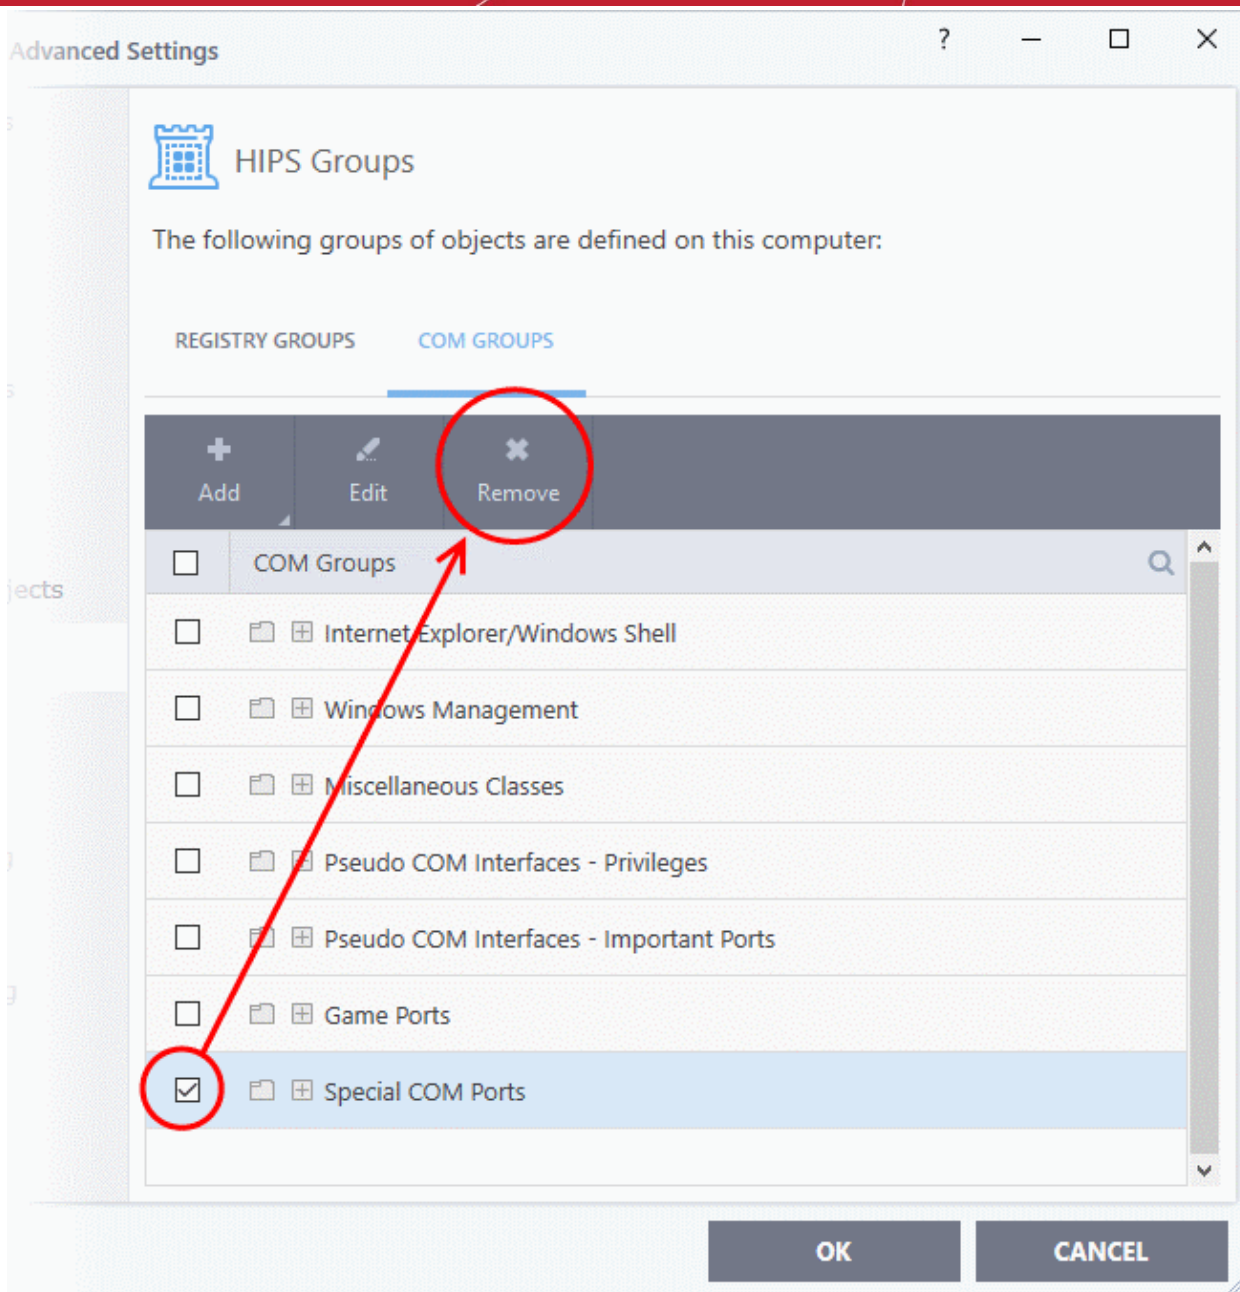 Advanced Settings
?
HIPS Groups
The following groups of objects are defined on this computer:
REGISTRY GROUPS COM GROUPS
Add Edit Remove
COM Groups
jects
Internet Explorer/Windows Shell
Windows Management
Miscellaneous Classes
Pseudo COM Interfaces - Privileges
Pseudo COM Interfaces - Important Ports
Game Ports
Special COM Ports
OK CANCEL